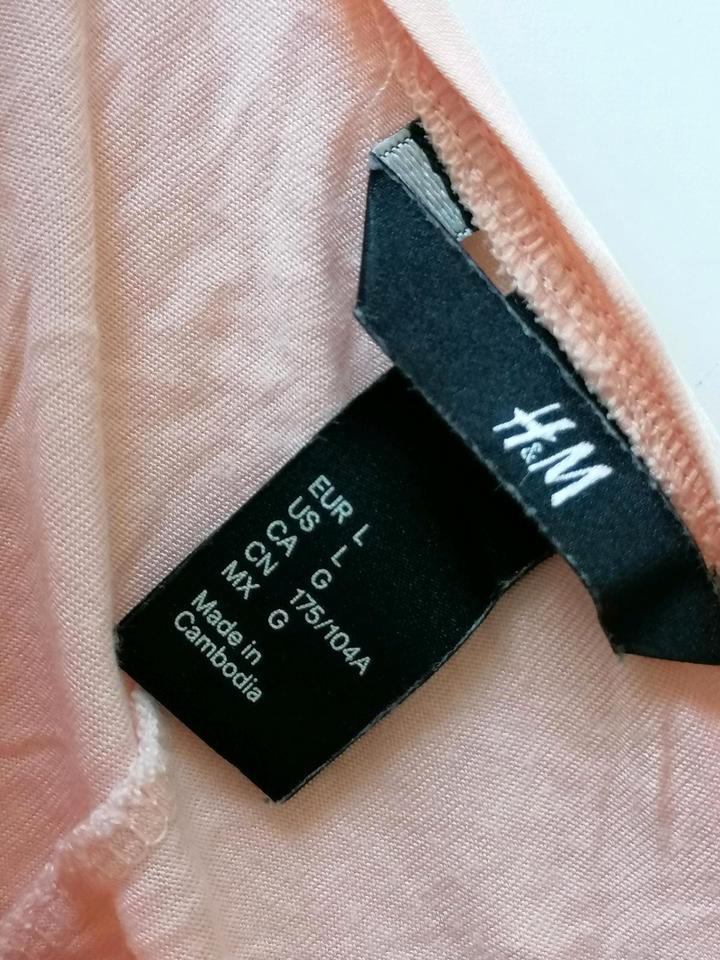 H&M
EUR L
US L
CA G
CN 175/104A
MX G
Made in
Cambodia